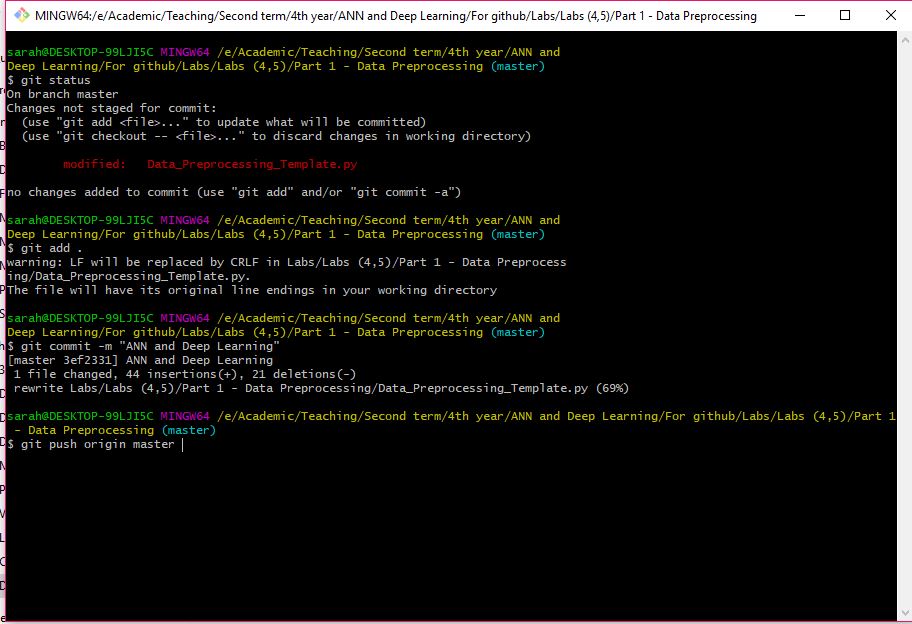 MINGW64:/e/Academic/Teaching/Second term/4th year/ANN and Deep Learning/For github/Labs/Labs (4,5)/Part 1 - Data Preprocessing
sarah@DESKTOP-99LJI5C MINGW64 /e/Academic/Teaching/Second term/4th year/ANN and
Deep Learning/For github/Labs/Labs (4,5)/Part 1 - Data Preprocessing (master)
$ git status
On branch master
Changes not staged for commit:
  (use "git add <file>..." to update what will be committed)
  (use "git checkout -- <file>..." to discard changes in working directory)
        modified:   Data_Preprocessing_Template.py
no changes added to commit (use "git add" and/or "git commit -a")
sarah@DESKTOP-99LJI5C MINGW64 /e/Academic/Teaching/Second term/4th year/ANN and
Deep Learning/For github/Labs/Labs (4,5)/Part 1 - Data Preprocessing (master)
$ git add .
warning: LF will be replaced by CRLF in Labs/Labs (4,5)/Part 1 - Data Preprocess
ing/Data_Preprocessing_Template.py.
The file will have its original line endings in your working directory
sarah@DESKTOP-99LJI5C MINGW64 /e/Academic/Teaching/Second term/4th year/ANN and
Deep Learning/For github/Labs/Labs (4,5)/Part 1 - Data Preprocessing (master)
$ git commit -m "ANN and Deep Learning"
[master 3ef2331] ANN and Deep Learning
 1 file changed, 44 insertions(+), 21 deletions(-)
 rewrite Labs/Labs (4,5)/Part 1 - Data Preprocessing/Data_Preprocessing_Template.py (69%)
sarah@DESKTOP-99LJI5C MINGW64 /e/Academic/Teaching/Second term/4th year/ANN and Deep Learning/For github/Labs/Labs (4,5)/Part 1
 - Data Preprocessing (master)
$ git push origin master